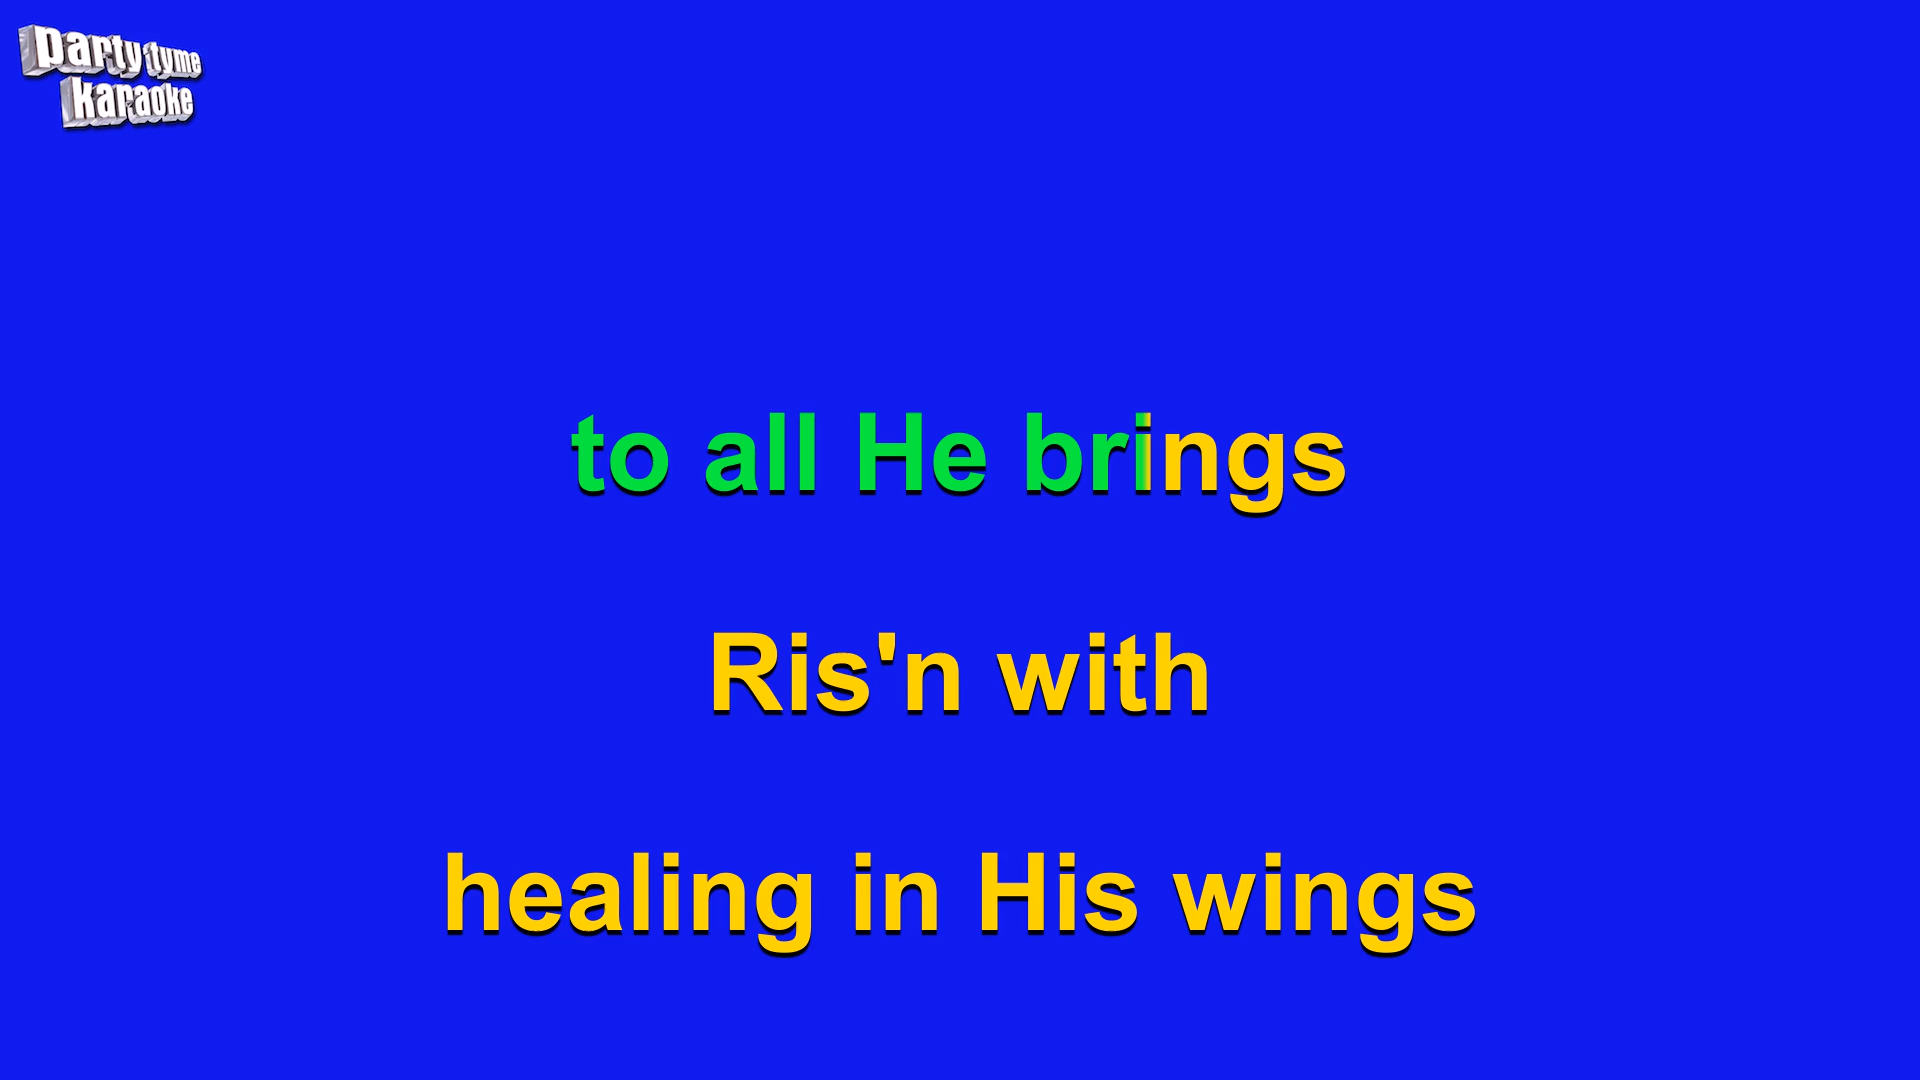 party tyme
karaoke
to all He brings
Ris'n with
healing in His wings